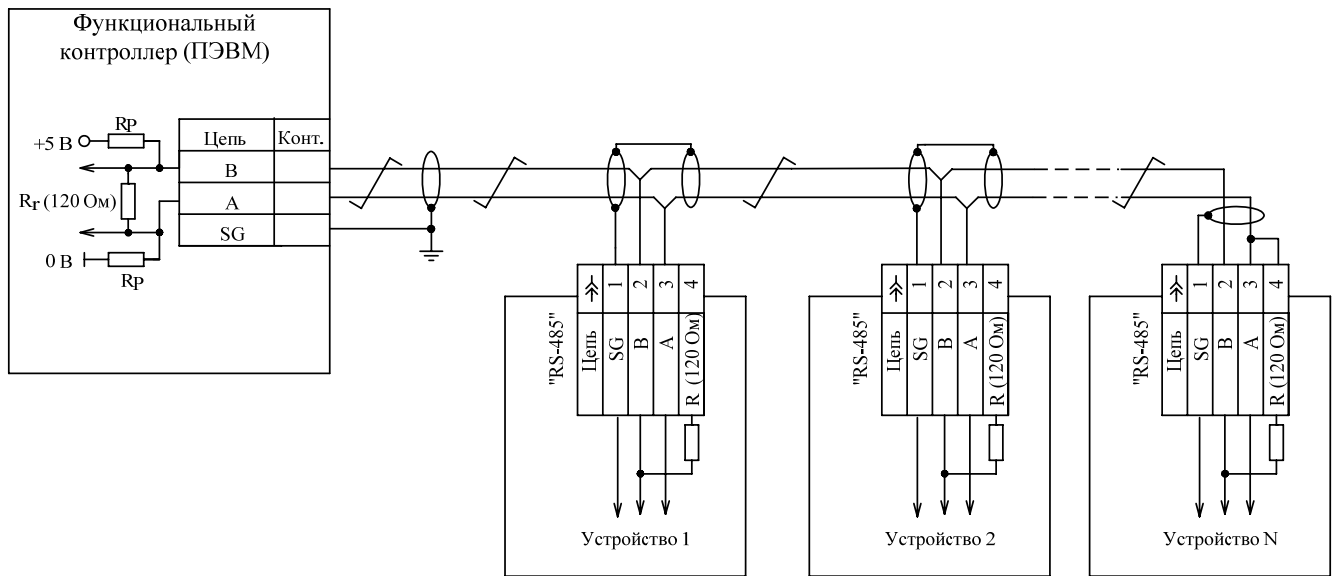 Функциональный
контроллер (ПЭВМ)
+5 В
Rр
Цепь
Конт.
В
Rг (120 Ом)
А
SG
0 В
Rр
"RS-485"
Цепь
1
SG
2
В
3
А
4
R (120 Ом)
Устройство 1
"RS-485"
Цепь
1
SG
2
В
3
А
4
R (120 Ом)
Устройство 2
"RS-485"
Цепь
1
SG
2
В
3
А
4
R (120 Ом)
Устройство N